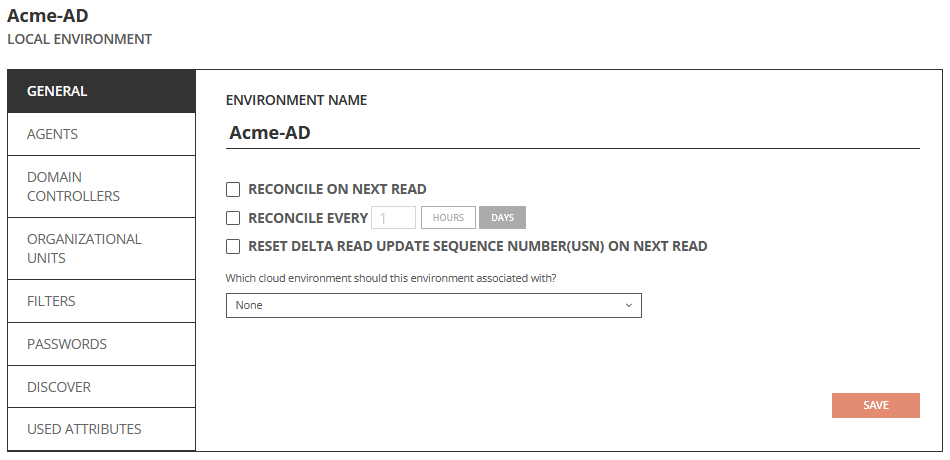 Acme-AD
LOCAL ENVIRONMENT
GENERAL
AGENTS
DOMAIN
CONTROLLERS
ORGANIZATIONAL
UNITS
FILTERS
PASSWORDS
DISCOVER
USED ATTRIBUTES
ENVIRONMENT NAME
Acme-AD
RECONCILE ON NEXT READ
RECONCILE EVERY 1 HOURS DAYS
RESET DELTA READ UPDATE SEQUENCE NUMBER(USN) ON NEXT READ
Which cloud environment should this environment associated with?
None
SAVE